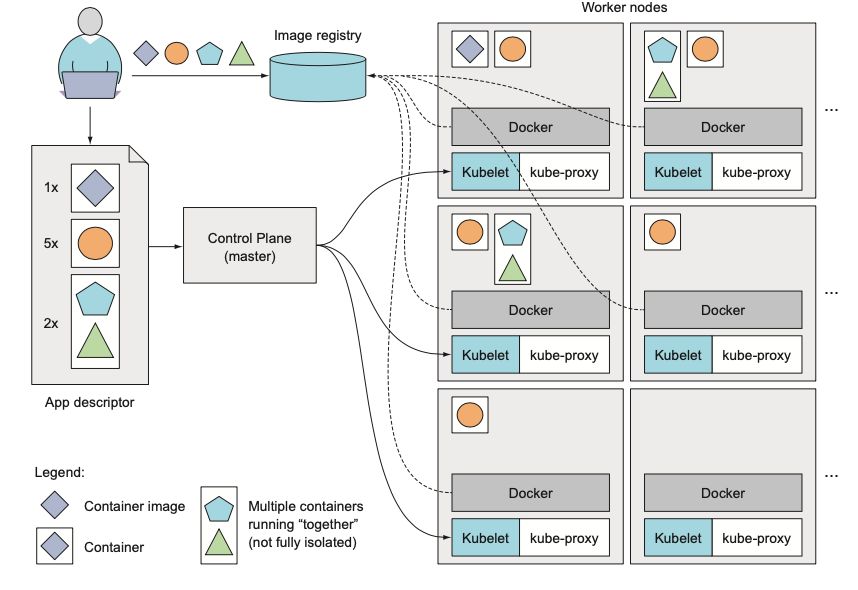 Worker nodes
Image registry
Docker
Kubelet kube-proxy
Docker
Kubelet kube-proxy
...
1x
5x
2x
App descriptor
Control Plane
(master)
Docker
Kubelet kube-proxy
Docker
Kubelet kube-proxy
...
Docker
Kubelet kube-proxy
Docker
Kubelet kube-proxy
...
Legend:
Container image
Container
Multiple containers
running “together”
(not fully isolated)